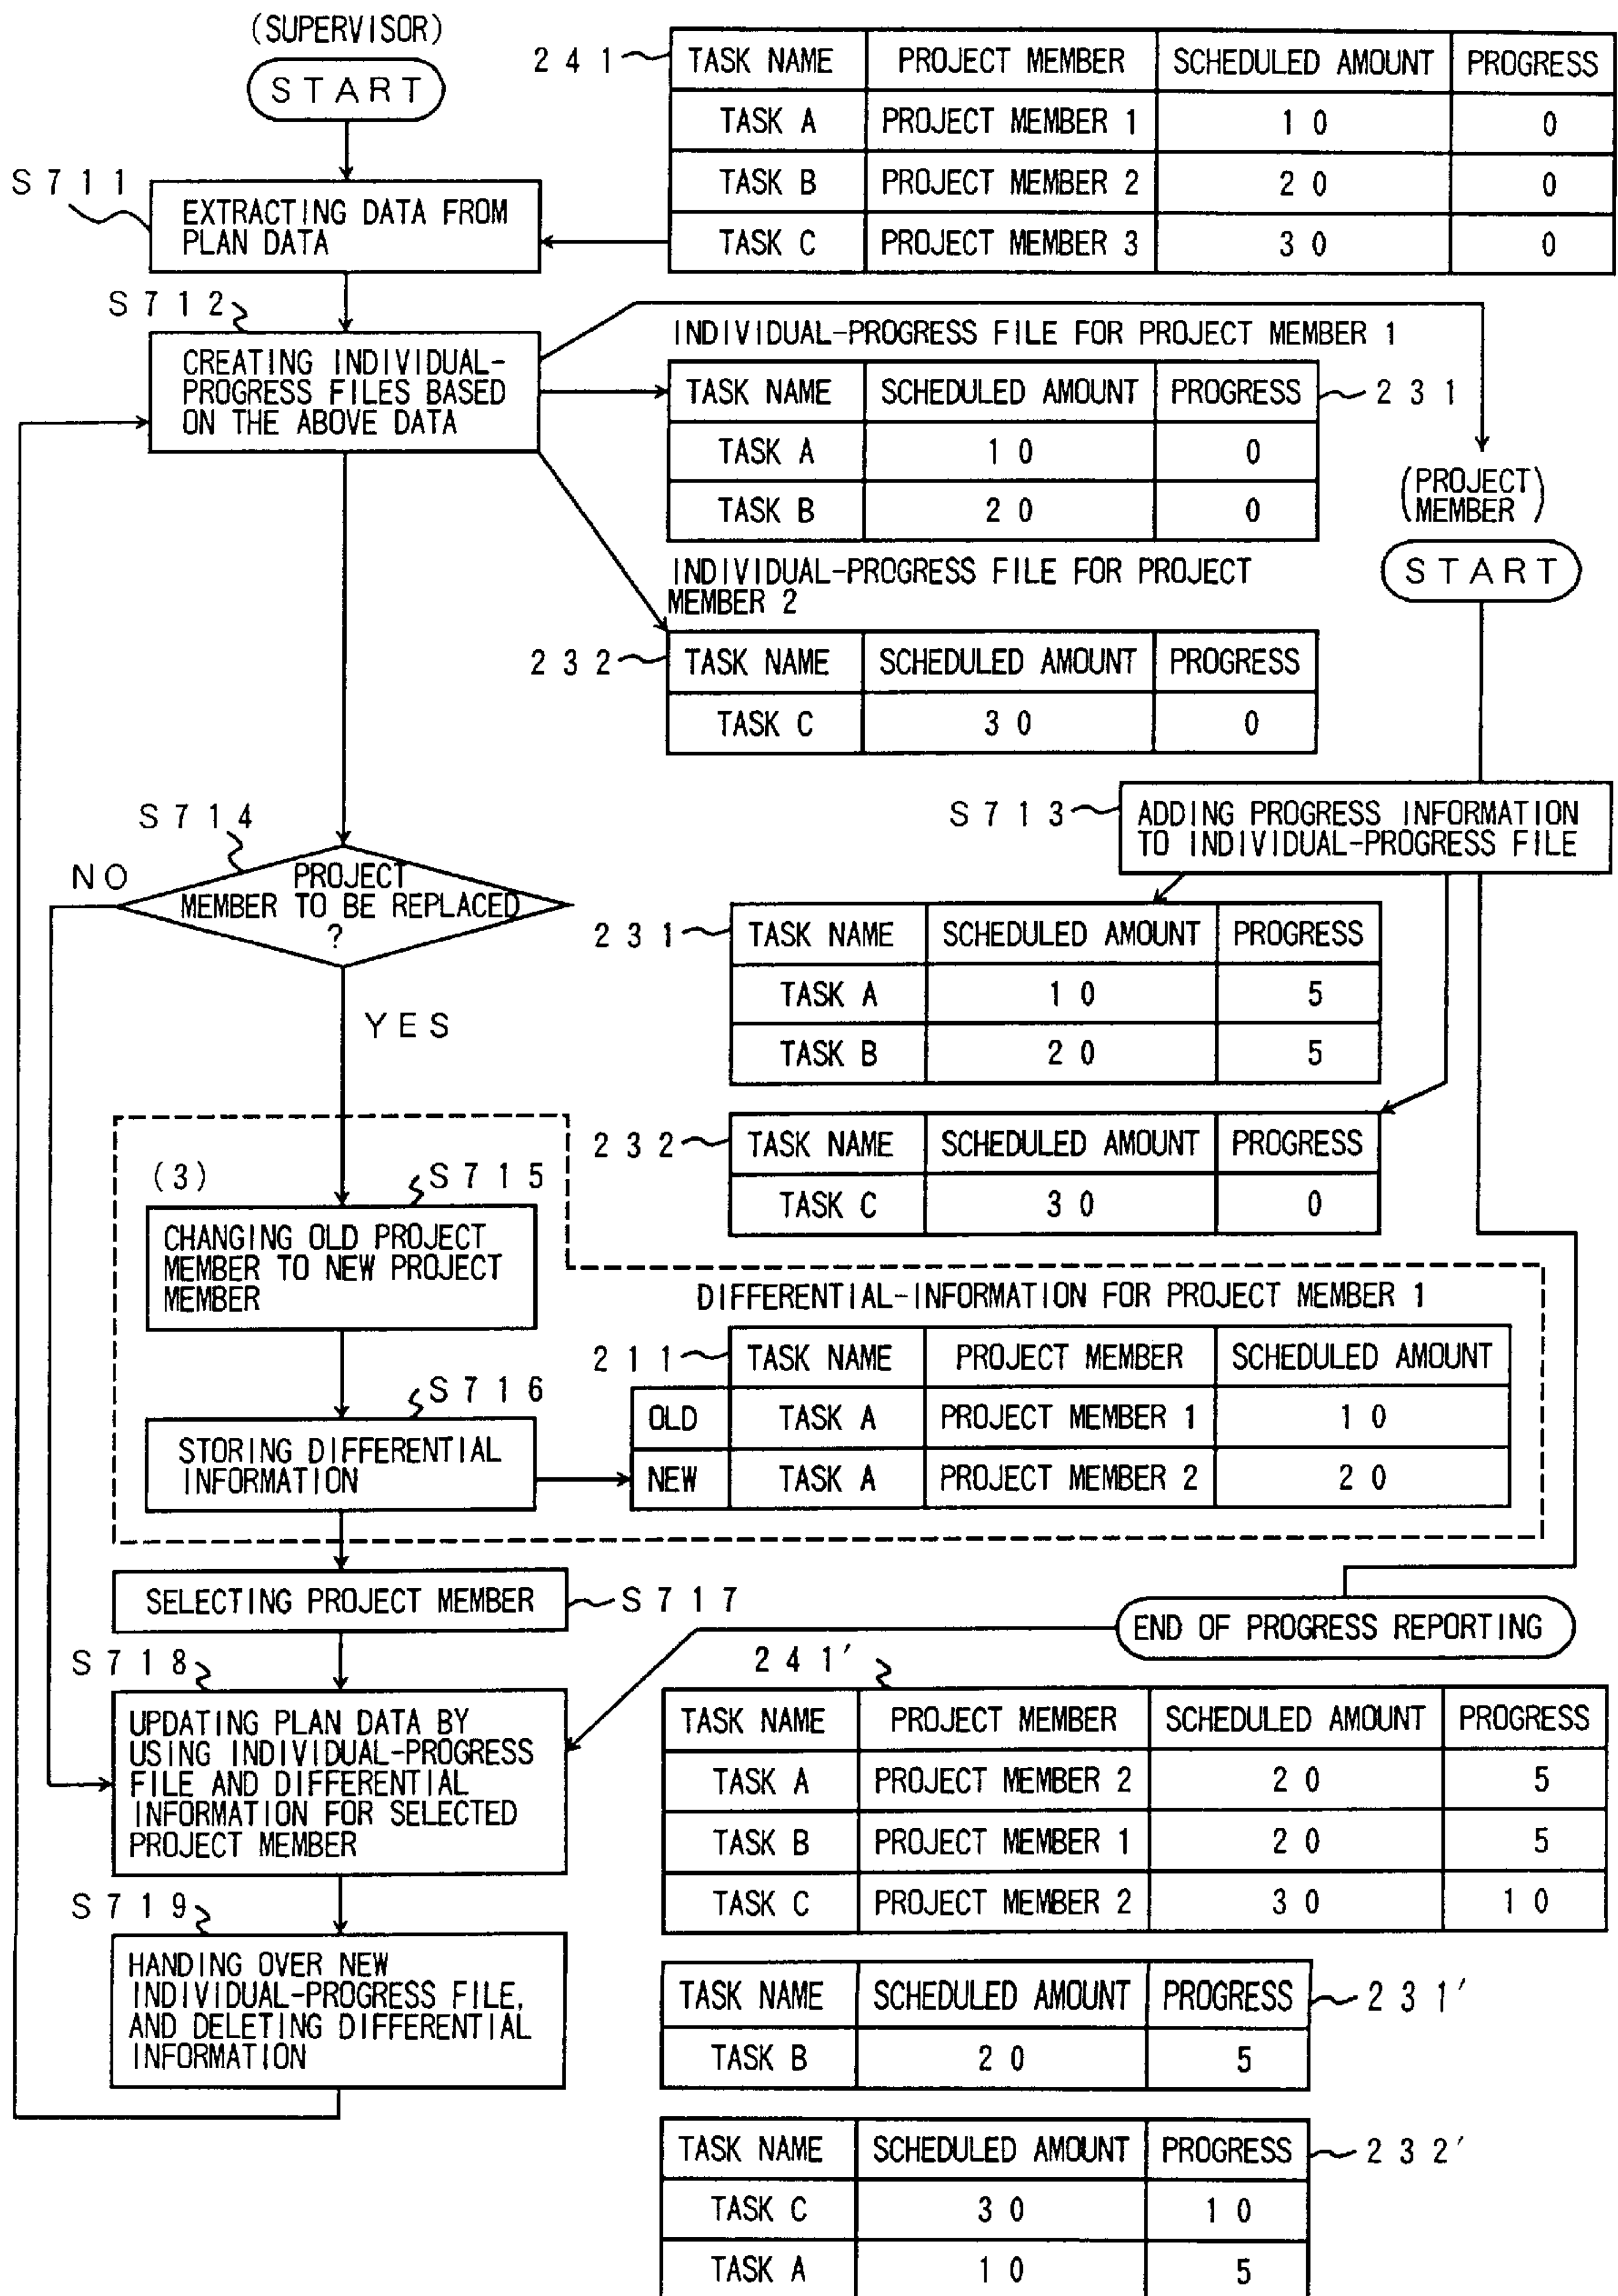 (SUPERVISOR)
START
241
TASK NAME PROJECT MEMBER SCHEDULED AMOUNT PROGRESS
TASK A PROJECT MEMBER 1 10 0
TASK B PROJECT MEMBER 2 20 0
TASK C PROJECT MEMBER 3 30 0
S711
EXTRACTING DATA FROM
PLAN DATA
S712
CREATING INDIVIDUAL-
PROGRESS FILES BASED
ON THE ABOVE DATA
INDIVIDUAL-PROGRESS FILE FOR PROJECT MEMBER 1
TASK NAME SCHEDULED AMOUNT PROGRESS
231
TASK A 10 0
TASK B 20 0
(PROJECT
MEMBER)
START
INDIVIDUAL-PROGRESS FILE FOR PROJECT
MEMBER 2
232
TASK NAME SCHEDULED AMOUNT PROGRESS
TASK C 30 0
S713
ADDING PROGRESS INFORMATION
TO INDIVIDUAL-PROGRESS FILE
S714
NO
PROJECT
MEMBER TO BE REPLACED
?
YES
231
TASK NAME SCHEDULED AMOUNT PROGRESS
TASK A 10 5
TASK B 20 5
232
TASK NAME SCHEDULED AMOUNT PROGRESS
TASK C 30 0
(3)
S715
CHANGING OLD PROJECT
MEMBER TO NEW PROJECT
MEMBER
DIFFERENTIAL-INFORMATION FOR PROJECT MEMBER 1
211
TASK NAME PROJECT MEMBER SCHEDULED AMOUNT
OLD TASK A PROJECT MEMBER 1 10
NEW TASK A PROJECT MEMBER 2 20
S716
STORING DIFFERENTIAL
INFORMATION
SELECTING PROJECT MEMBER
S717
END OF PROGRESS REPORTING
S718
UPDATING PLAN DATA BY
USING INDIVIDUAL-PROGRESS
FILE AND DIFFERENTIAL
INFORMATION FOR SELECTED
PROJECT MEMBER
241'
TASK NAME PROJECT MEMBER SCHEDULED AMOUNT PROGRESS
TASK A PROJECT MEMBER 2 20 5
TASK B PROJECT MEMBER 1 20 5
TASK C PROJECT MEMBER 2 30 10
S719
HANDING OVER NEW
INDIVIDUAL-PROGRESS FILE,
AND DELETING DIFFERENTIAL
INFORMATION
TASK NAME SCHEDULED AMOUNT PROGRESS
231'
TASK B 20 5
TASK NAME SCHEDULED AMOUNT PROGRESS
232'
TASK C 30 10
TASK A 10 5